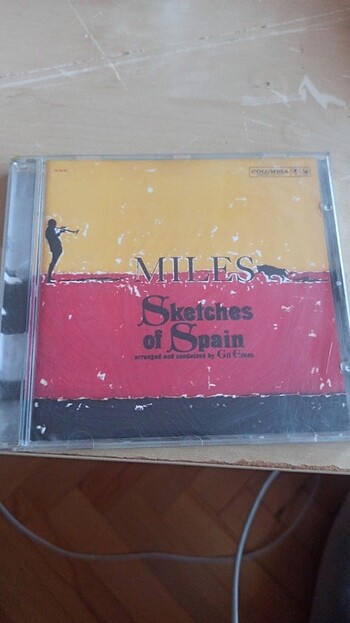 COLUMBIA
MILES
Sketches
of Spain
arranged and conducted by Gil Evans